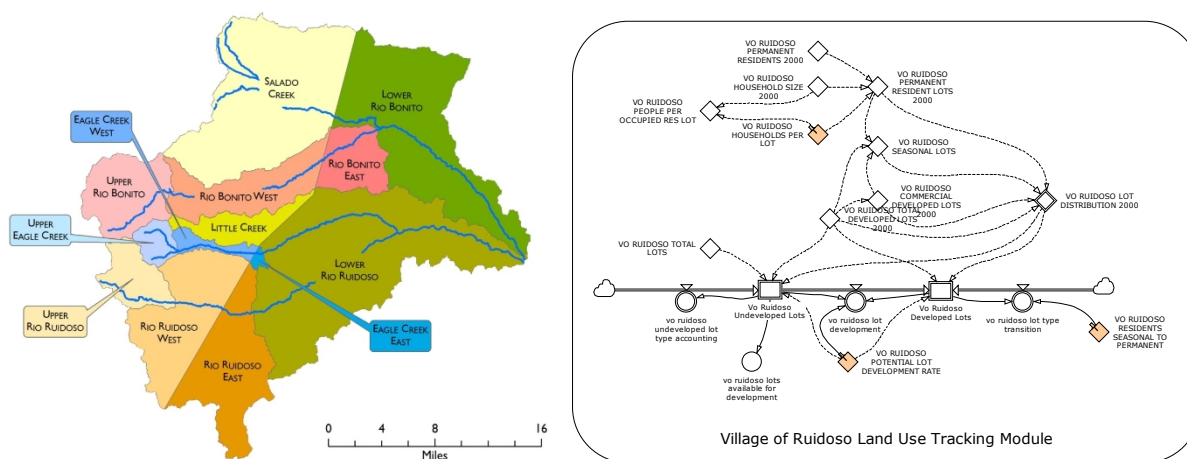 SALADO
CREEK
LOWER
RIO BONITO
EAGLE CREEK
WEST
RIO BONITO
EAST
UPPER
RIO BONITO
RIO BONITO WEST
LITTLE CREEK
UPPER
EAGLE CREEK
LOWER
RIO RUIDOSO
UPPER
RIO RUIDOSO
RIO RUIDOSO
WEST
EAGLE CREEK
EAST
RIO RUIDOSO
EAST
0 4 8 12 16
Miles
VO RUIDOSO
PERMANENT
RESIDENTS 2000
VO RUIDOSO
HOUSEHOLD SIZE
2000
VO RUIDOSO
PERMANENT
RESIDENT LOTS
2000
VO RUIDOSO
PEOPLE PER
OCCUPIED RES LOT
VO RUIDOSO
HOUSEHOLDS PER
LOT
VO RUIDOSO
SEASONAL LOTS
VO RUIDOSO
COMMERCIAL
DEVELOPED LOTS
2000
VO RUIDOSO TOTAL
DEVELOPED LOTS
2000
VO RUIDOSO LOT
DISTRIBUTION 2000
VO RUIDOSO TOTAL
LOTS
Vo Ruidoso
Undeveloped Lots
Vo Ruidoso
Developed Lots
vo ruidoso
undeveloped lot
type accounting
vo ruidoso lot
development
vo ruidoso lot type
transition
VO RUIDOSO
RESIDENTS
SEASONAL TO
PERMANENT
VO RUIDOSO
POTENTIAL LOT
DEVELOPMENT RATE
vo ruidoso lots
available for
development
Village of Ruidoso Land Use Tracking Module